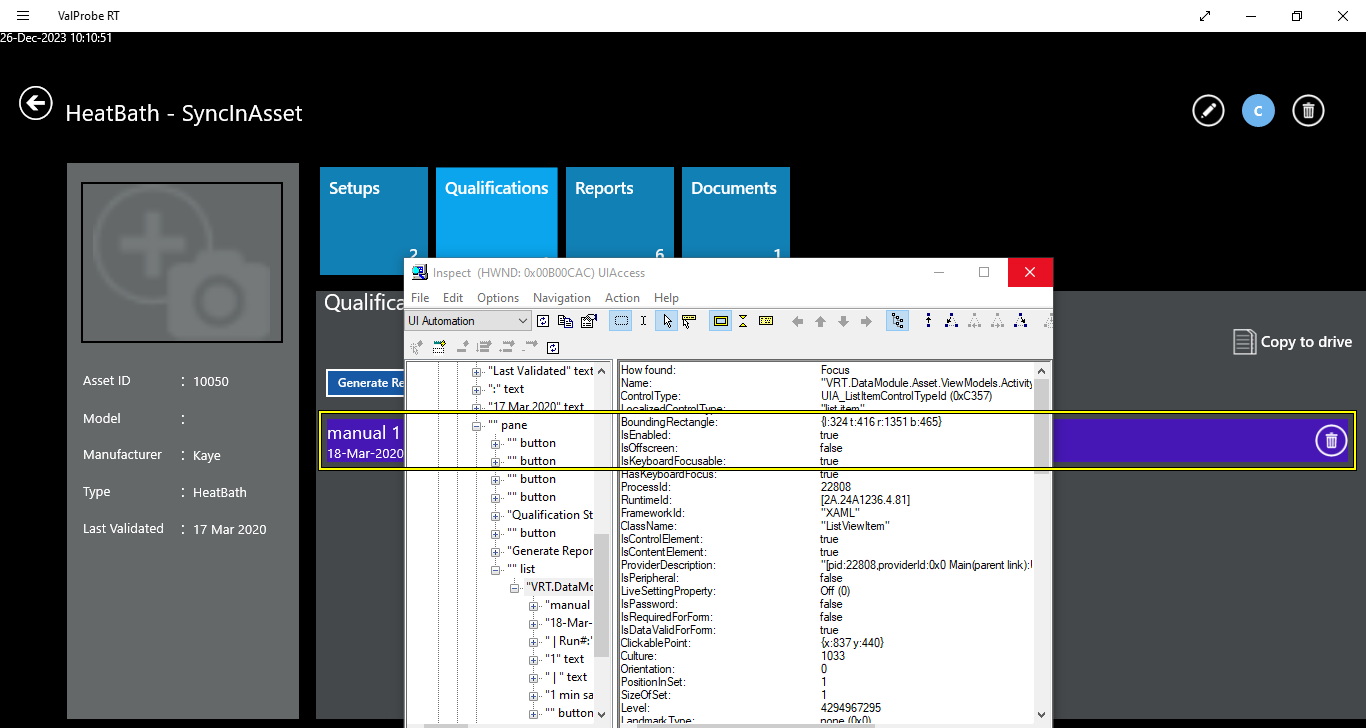 ValProbe RT
26-Dec-2023 10:10:51
HeatBath - SyncInAsset
C
Asset ID : 10050
Model :
Manufacturer : Kaye
Type : HeatBath
Last Validated : 17 Mar 2020
Setups
2
Qualifications
Reports
6
Documents
1
Qualifica
Copy to drive
Generate Re
manual 1
18-Mar-2020
Inspect (HWND: 0x00B00CAC) UIAccess
File Edit Options Navigation Action Help
UI Automation
"Last Validated" text
":" text
"17 Mar 2020" text
"" pane
"" button
"" button
"" button
"" button
"Qualification St
"" button
"Generate Repor
"" list
"VRT.DataMo
"manual
"18-Mar-
" | Run#:"
"1" text
" | " text
"1 min sa
"" button
How found: Focus
Name: "VRT.DataModule.Asset.ViewModels.Activity
ControlType: UIA_ListItemControlTypeId (0xC357)
LocalizedControlType: "list item"
BoundingRectangle: {l:324 t:416 r:1351 b:465}
IsEnabled: true
IsOffscreen: false
IsKeyboardFocusable: true
HasKeyboardFocus: true
ProcessId: 22808
RuntimeId: [2A.24A1236.4.81]
FrameworkId: "XAML"
ClassName: "ListViewItem"
IsControlElement: true
IsContentElement: true
ProviderDescription: "[pid:22808,providerId:0x0 Main(parent link):
IsPeripheral: false
LiveSettingProperty: Off (0)
IsPassword: false
IsRequiredForForm: false
IsDataValidForForm: true
ClickablePoint: {x:837 y:440}
Culture: 1033
Orientation: 0
PositionInSet: 1
SizeOfSet: 1
Level: 4294967295
LandmarkType: none (0x0)